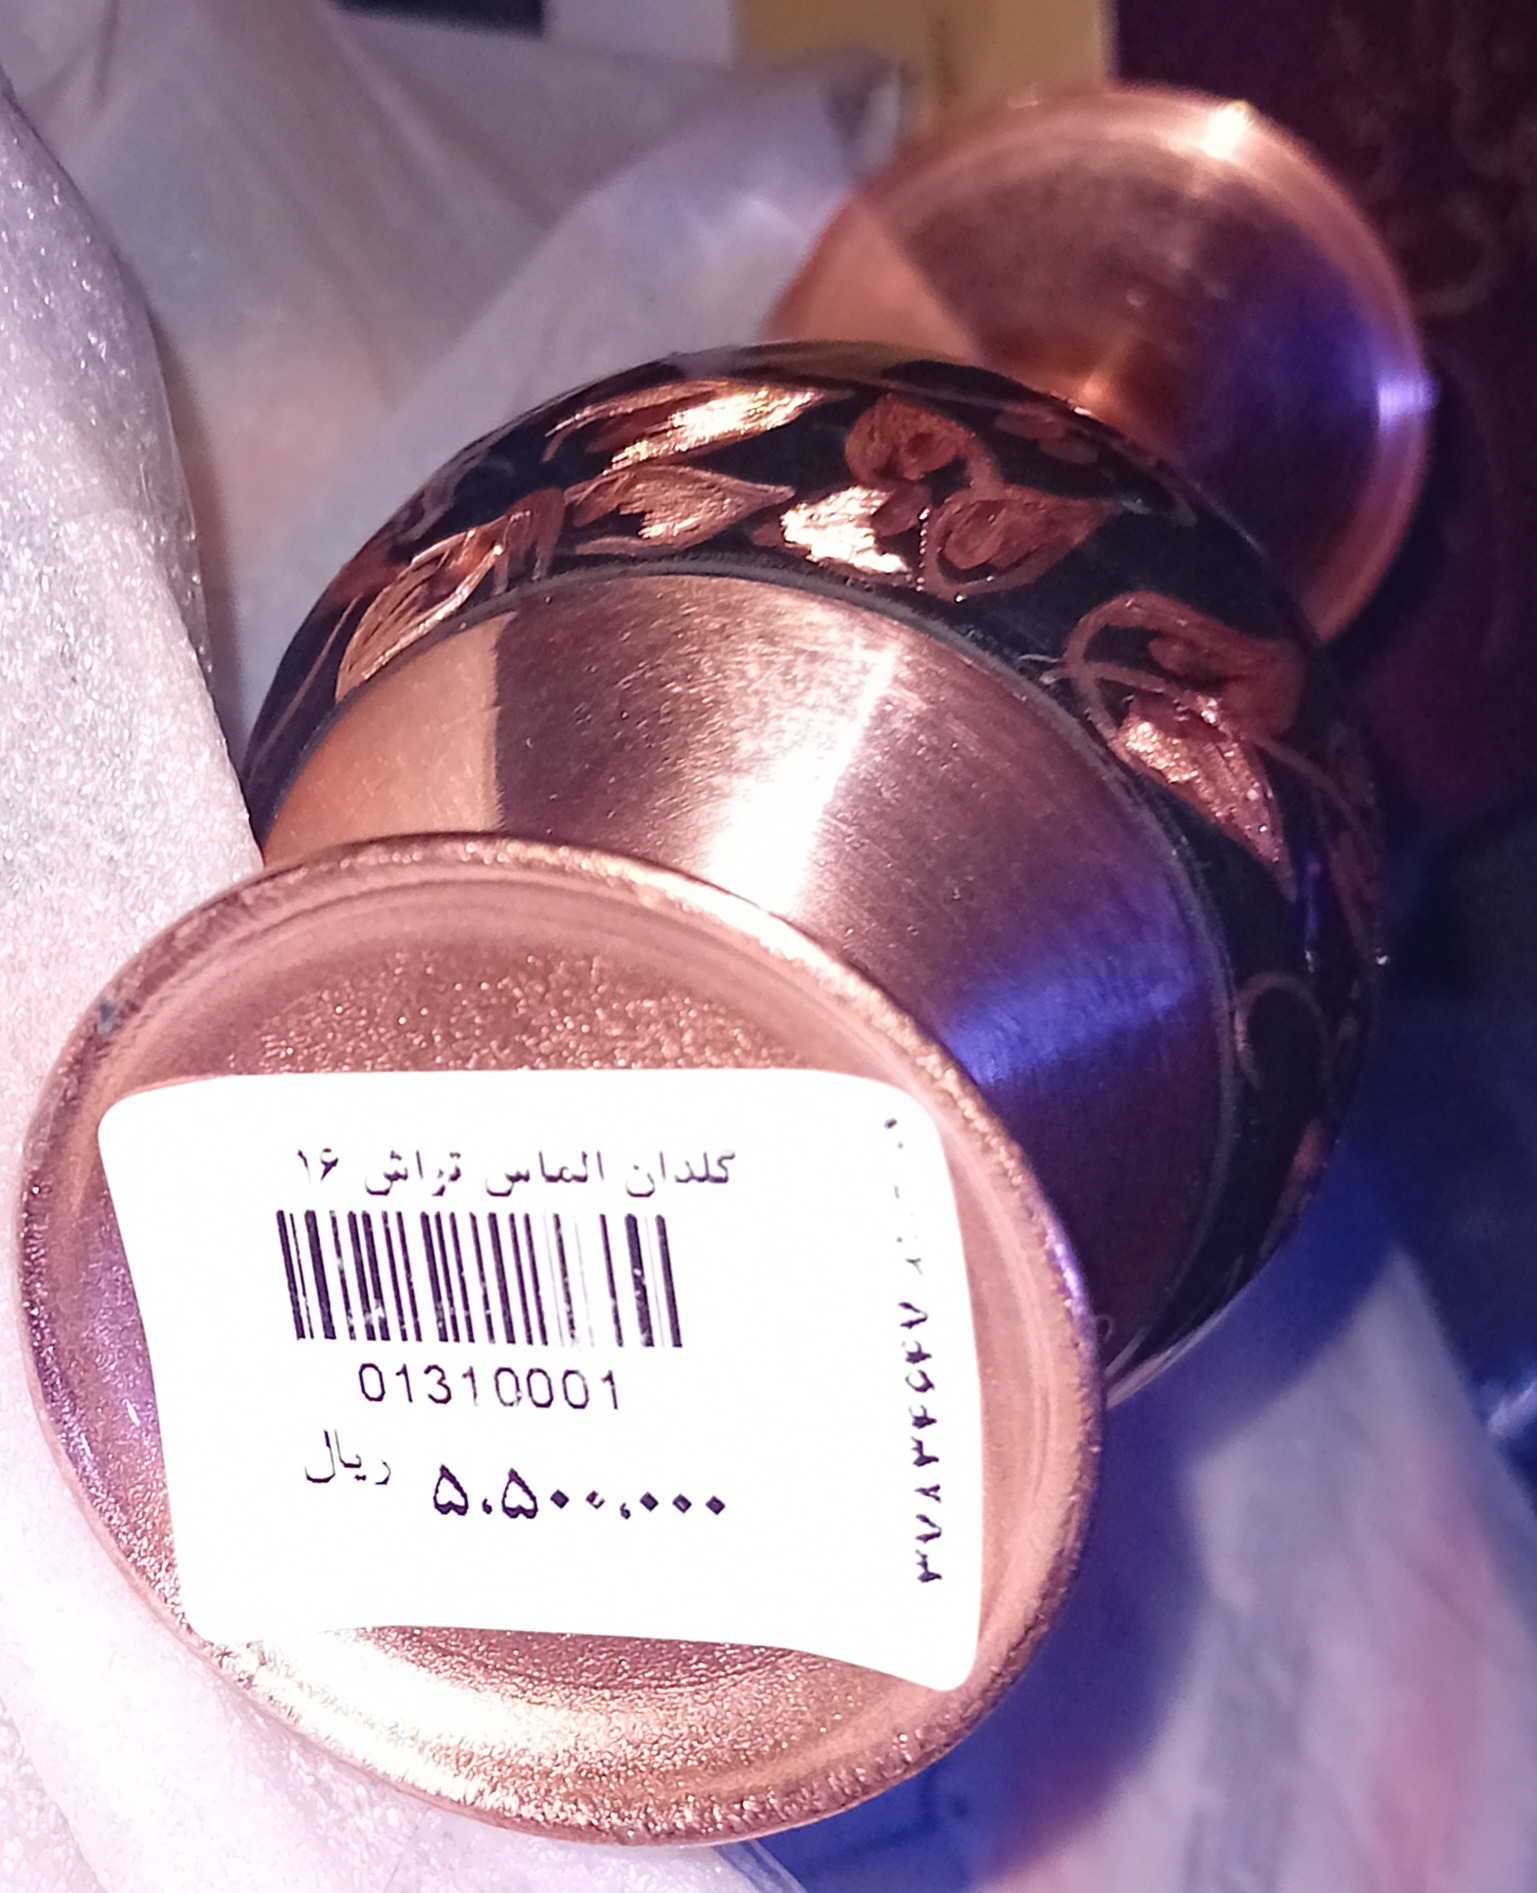 گلدان الماس تراش ۱۶
01310001
۵،۵۰۰،۰۰۰ ریال